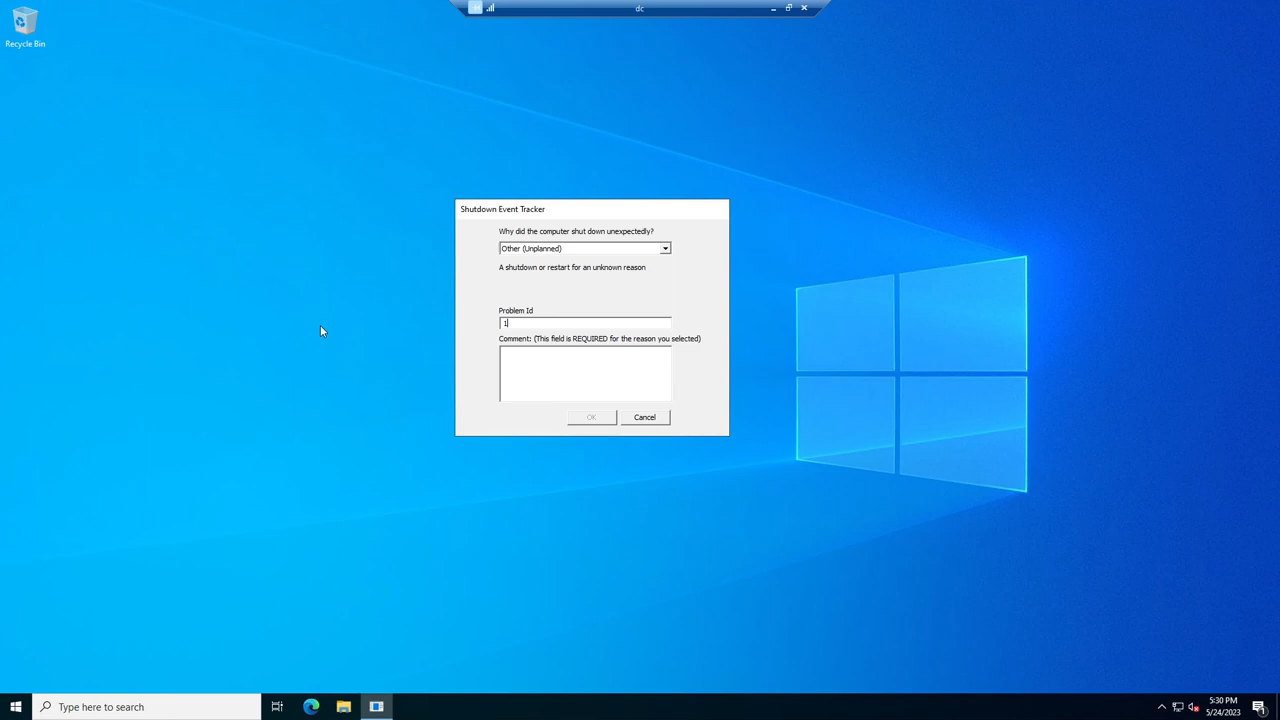 dc
Recycle Bin
Shutdown Event Tracker
Why did the computer shut down unexpectedly?
Other (Unplanned)
A shutdown or restart for an unknown reason
Problem Id
1
Comment: (This field is REQUIRED for the reason you selected)
OK
Cancel
Type here to search
5:30 PM
5/24/2023
1